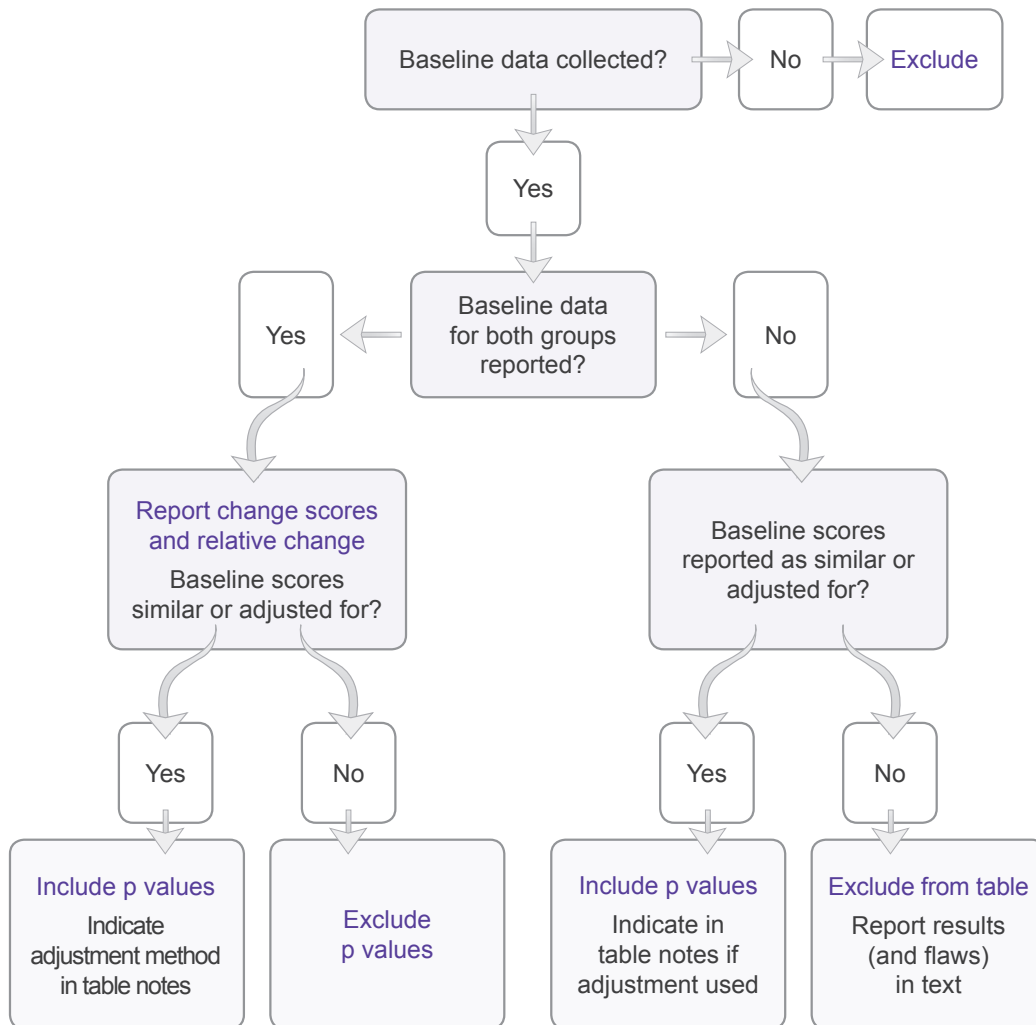 Baseline data collected?
No
Exclude
Yes
Baseline data
for both groups
reported?
Yes
No
Report change scores
and relative change
Baseline scores
similar or adjusted for?
Baseline scores
reported as similar or
adjusted for?
Yes
No
Yes
No
Include p values
Indicate
adjustment method
in table notes
Exclude
p values
Include p values
Indicate in
table notes if
adjustment used
Exclude from table
Report results
(and flaws)
in text